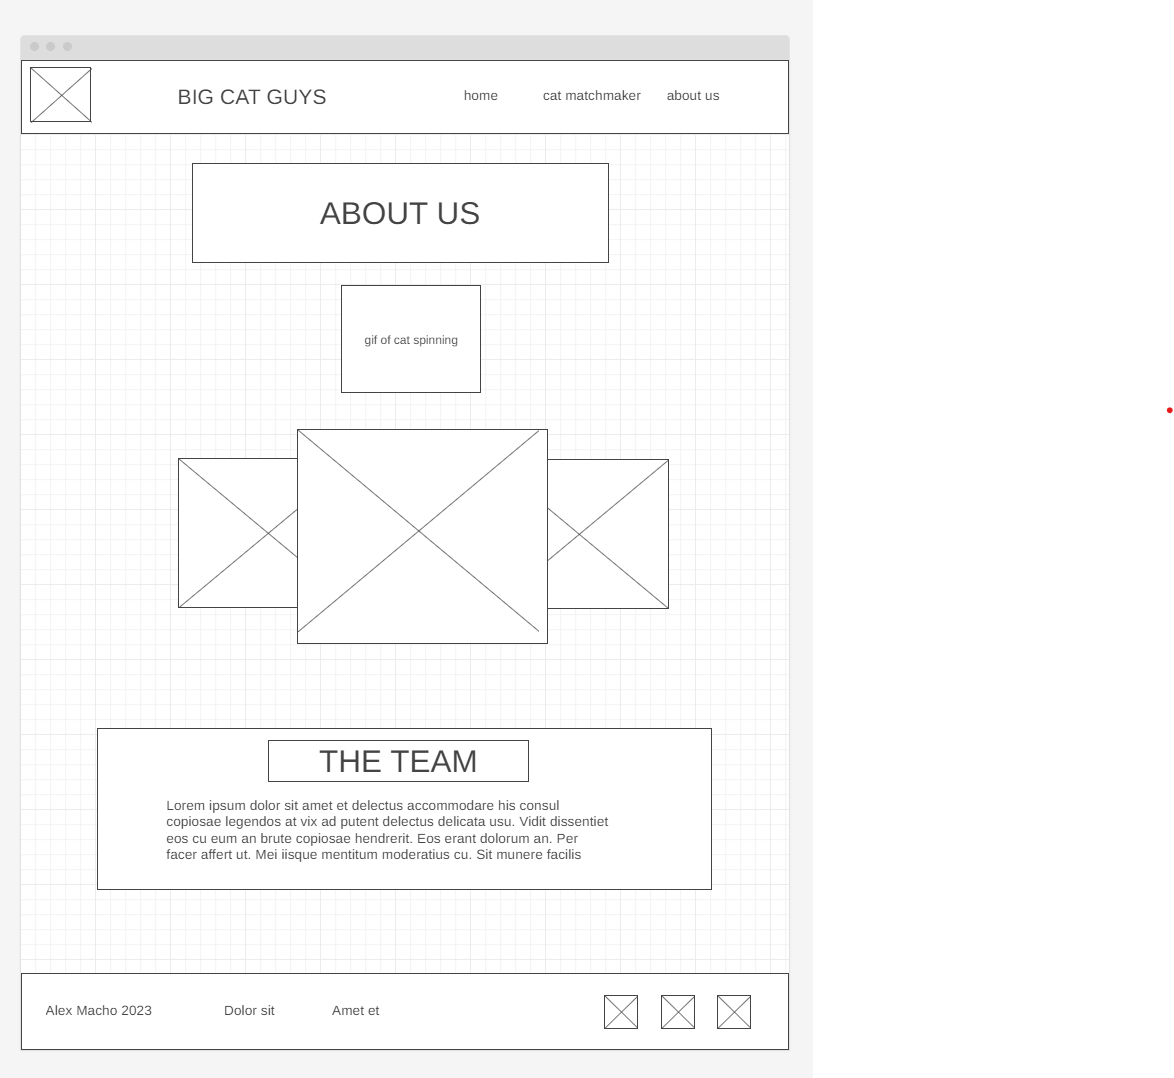 BIG CAT GUYS
home
cat matchmaker
about us
ABOUT US
gif of cat spinning
THE TEAM
Lorem ipsum dolor sit amet et delectus accommodare his consul
copiosae legendos at vix ad putent delectus delicata usu. Vidit dissentiet
eos cu eum an brute copiosae hendrerit. Eos erant dolorum an. Per
facer affert ut. Mei iisque mentitum moderatius cu. Sit munere facilis
Alex Macho 2023
Dolor sit
Amet et